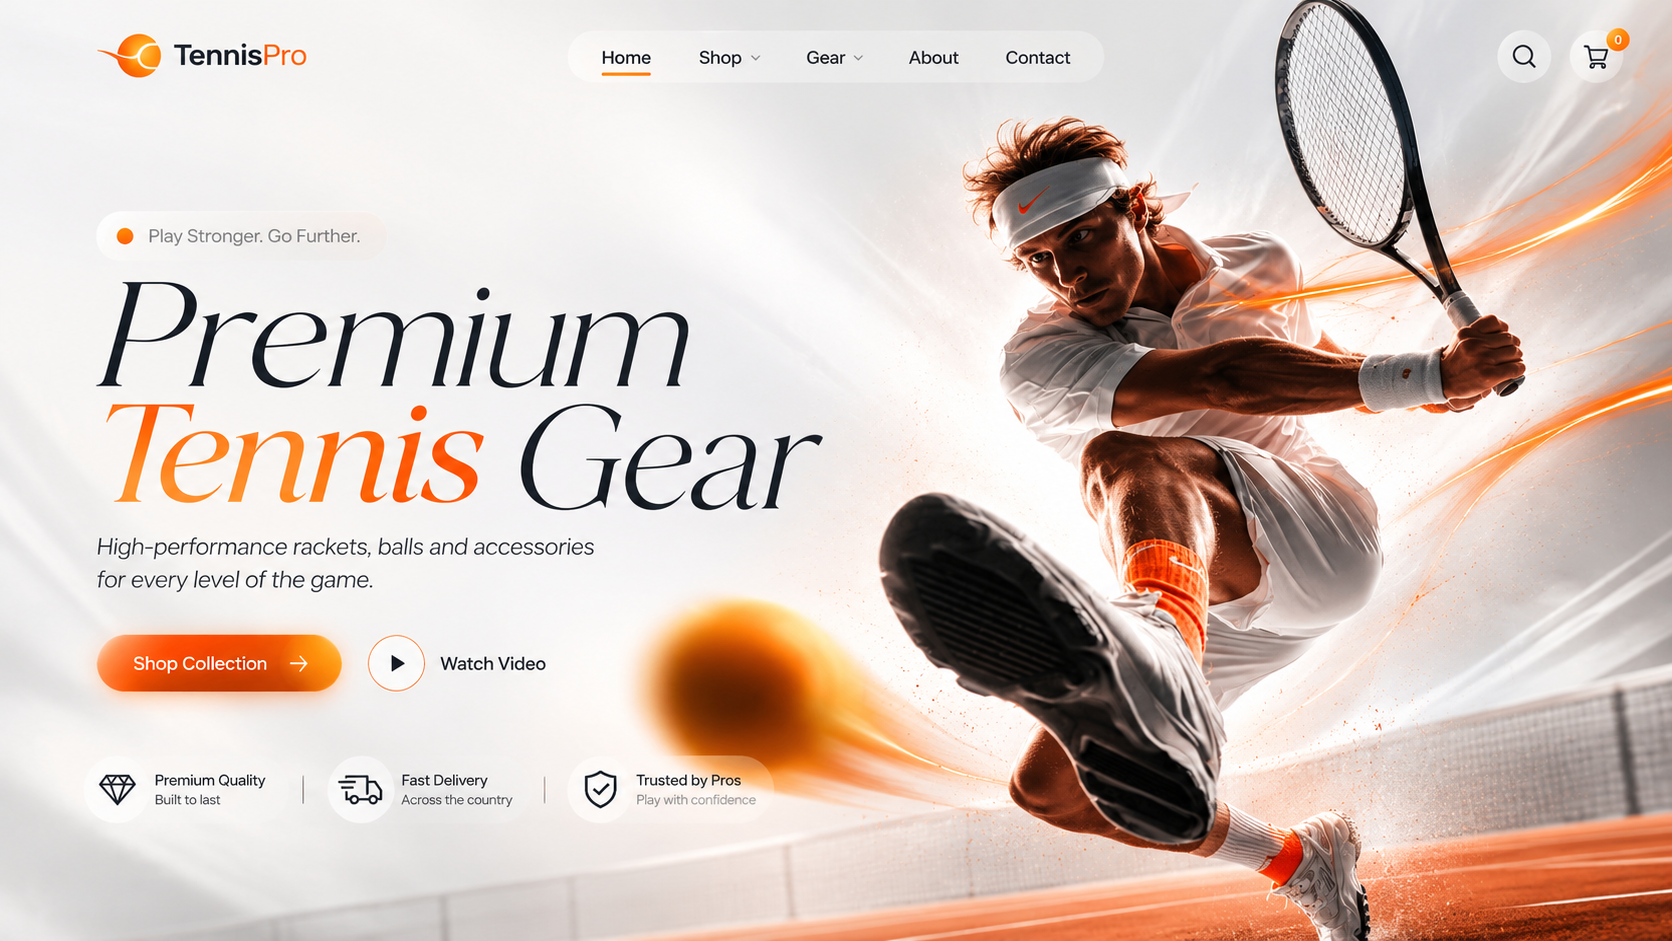 TennisPro
Home
Shop
Gear
About
Contact
0
Play Stronger. Go Further.
Premium
Tennis Gear
High-performance rackets, balls and accessories
for every level of the game.
Shop Collection
Watch Video
Premium Quality
Built to last
Fast Delivery
Across the country
Trusted by Pros
Play with confidence